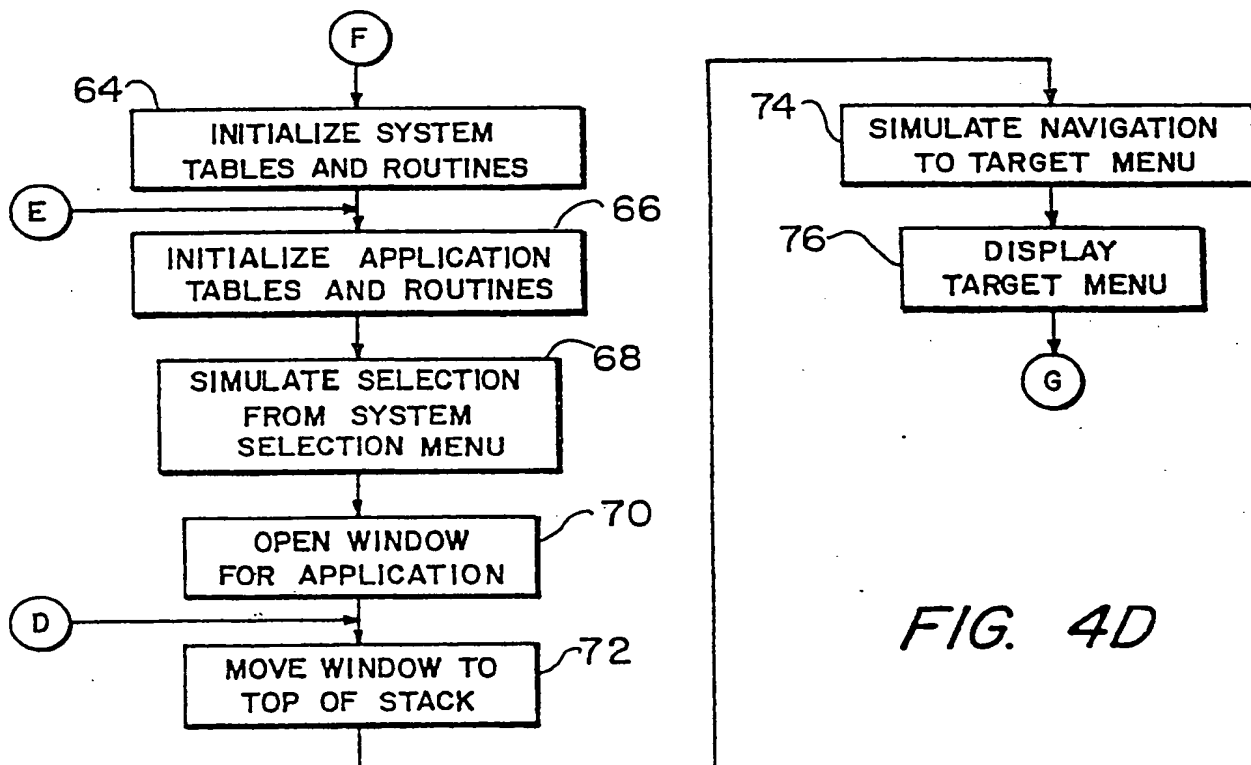 F
64
INITIALIZE SYSTEM
TABLES AND ROUTINES
E
66
INITIALIZE APPLICATION
TABLES AND ROUTINES
68
SIMULATE SELECTION
FROM SYSTEM
SELECTION MENU
70
OPEN WINDOW
FOR APPLICATION
D
72
MOVE WINDOW TO
TOP OF STACK
74
SIMULATE NAVIGATION
TO TARGET MENU
76
DISPLAY
TARGET MENU
G
FIG. 4D